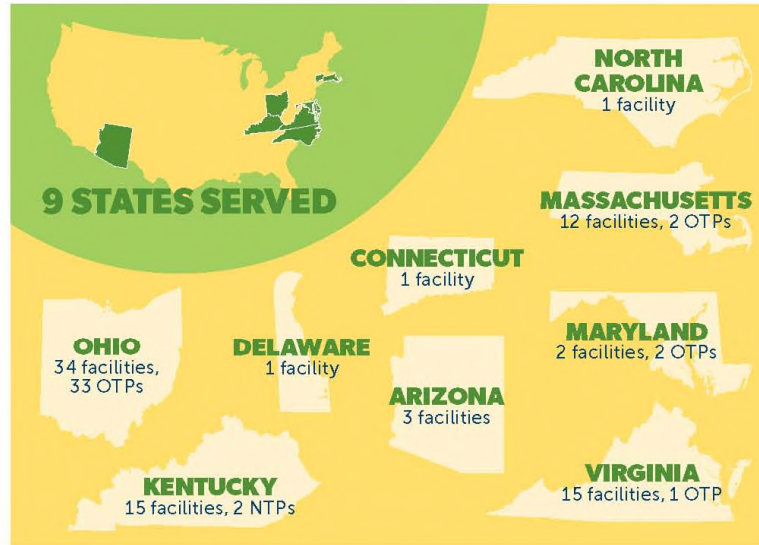 9 STATES SERVED
NORTH
CAROLINA
1 facility
MASSACHUSETTS
12 facilities, 2 OTPs
CONNECTICUT
1 facility
OHIO
34 facilities,
33 OTPs
DELAWARE
1 facility
MARYLAND
2 facilities, 2 OTPs
ARIZONA
3 facilities
KENTUCKY
15 facilities, 2 NTPs
VIRGINIA
15 facilities, 1 OTP